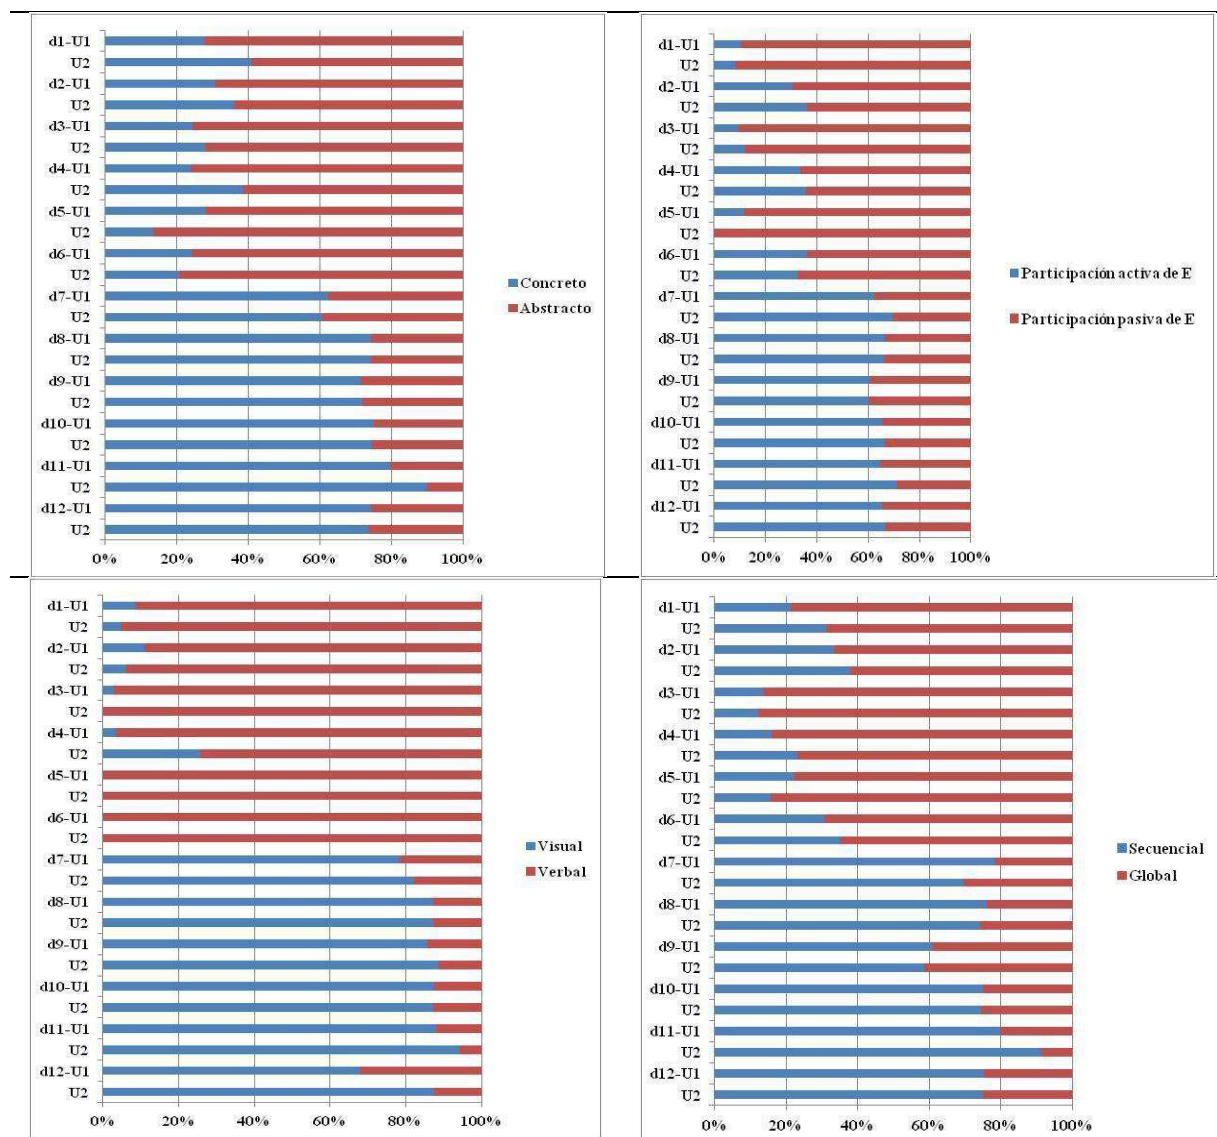 d1-U1
U2
d2-U1
U2
d3-U1
U2
d4-U1
U2
d5-U1
U2
d6-U1
U2
d7-U1
U2
d8-U1
U2
d9-U1
U2
d10-U1
U2
d11-U1
U2
d12-U1
U2
0% 20% 40% 60% 80% 100%
Concreto
Abstracto
d1-U1
U2
d2-U1
U2
d3-U1
U2
d4-U1
U2
d5-U1
U2
d6-U1
U2
d7-U1
U2
d8-U1
U2
d9-U1
U2
d10-U1
U2
d11-U1
U2
d12-U1
U2
0% 20% 40% 60% 80% 100%
Participación activa de E
Participación pasiva de E
d1-U1
U2
d2-U1
U2
d3-U1
U2
d4-U1
U2
d5-U1
U2
d6-U1
U2
d7-U1
U2
d8-U1
U2
d9-U1
U2
d10-U1
U2
d11-U1
U2
d12-U1
U2
0% 20% 40% 60% 80% 100%
Visual
Verbal
d1-U1
U2
d2-U1
U2
d3-U1
U2
d4-U1
U2
d5-U1
U2
d6-U1
U2
d7-U1
U2
d8-U1
U2
d9-U1
U2
d10-U1
U2
d11-U1
U2
d12-U1
U2
0% 20% 40% 60% 80% 100%
Secuencial
Global